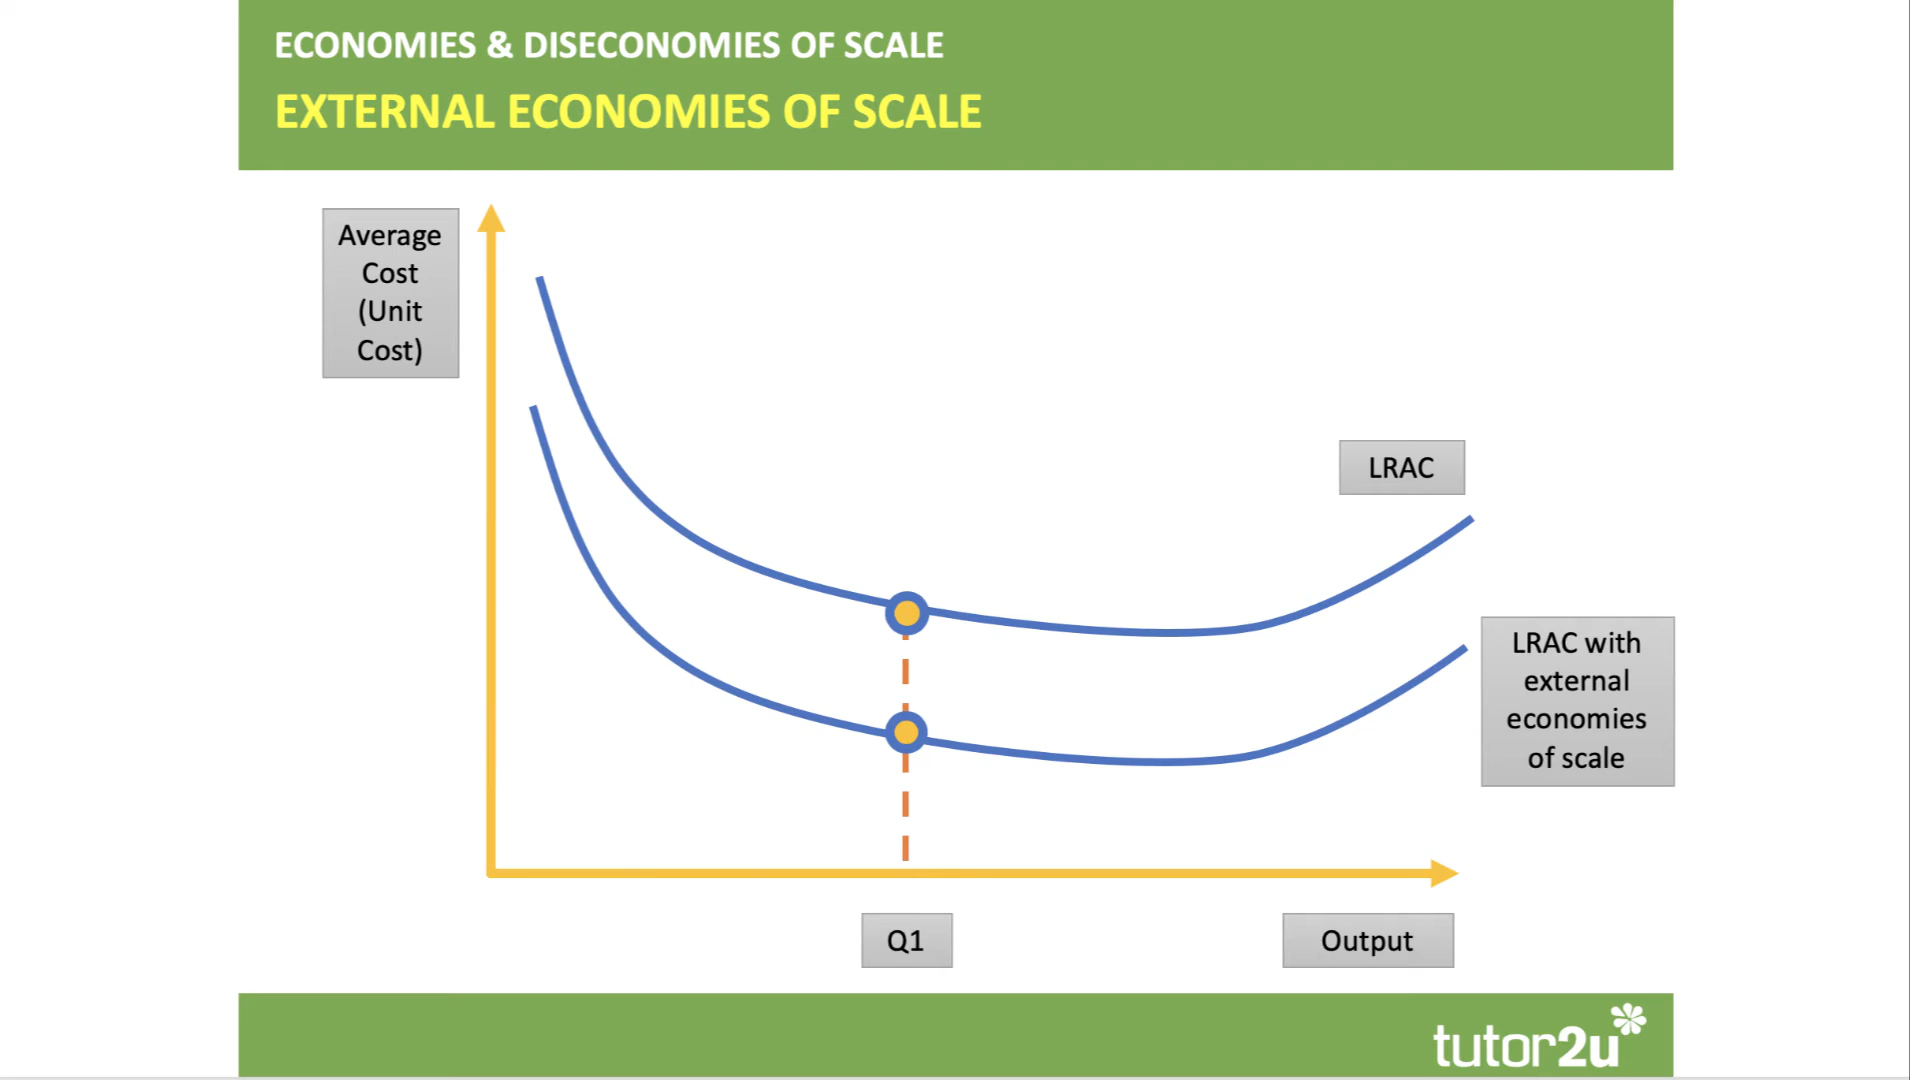 ECONOMIES & DISECONOMIES OF SCALE
EXTERNAL ECONOMIES OF SCALE
Average
Cost
(Unit
Cost)
LRAC
LRAC with
external
economies
of scale
Q1
Output
tutor2u